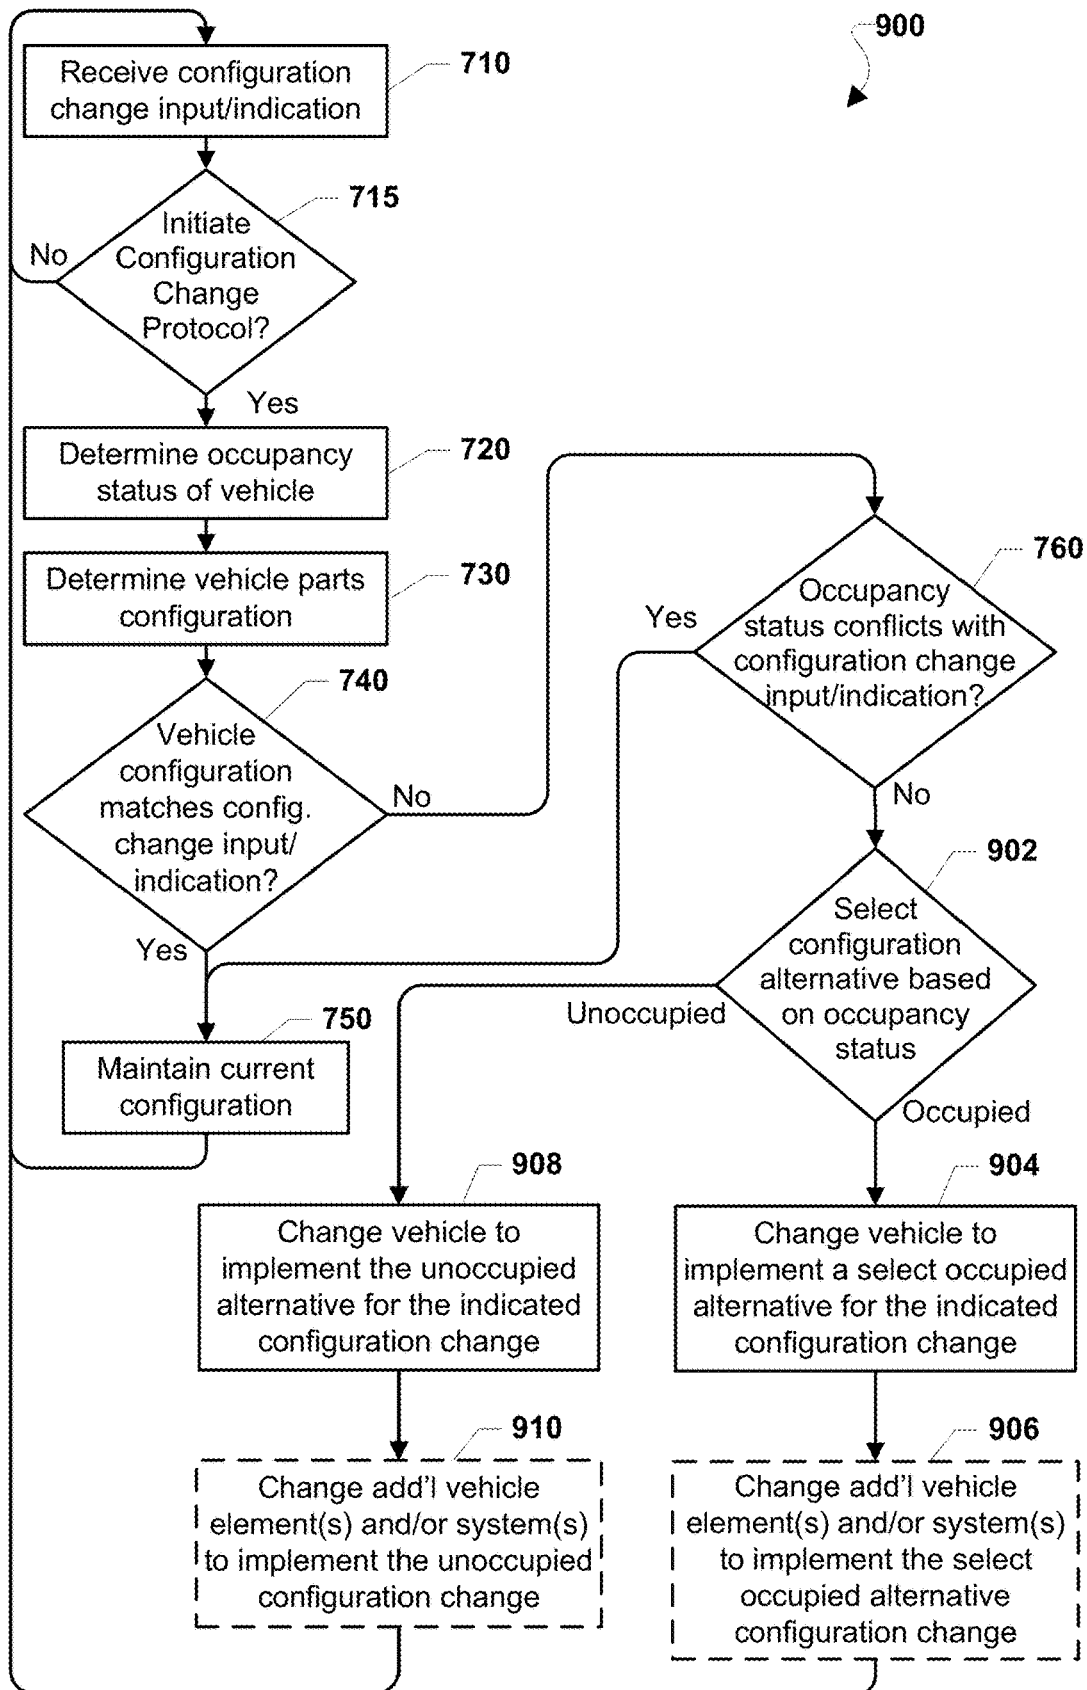 900
Receive configuration
change input/indication
710
715
Initiate
Configuration
Change
Protocol?
No
Yes
Determine occupancy
status of vehicle
720
Determine vehicle parts
configuration
730
740
Vehicle
configuration
matches config.
change input/
indication?
No
Yes
750
Maintain current
configuration
760
Occupancy
status conflicts with
configuration change
input/indication?
Yes
No
902
Select
configuration
alternative based
on occupancy
status
Unoccupied
Occupied
908
Change vehicle to
implement the unoccupied
alternative for the indicated
configuration change
904
Change vehicle to
implement a select occupied
alternative for the indicated
configuration change
910
Change add'l vehicle
element(s) and/or system(s)
to implement the unoccupied
configuration change
906
Change add'l vehicle
element(s) and/or system(s)
to implement the select
occupied alternative
configuration change